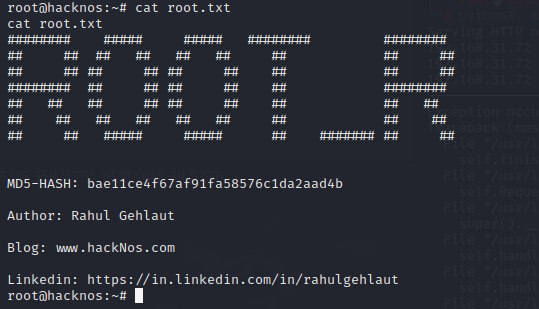 root@hacknos:~# cat root.txt
cat root.txt
########    #####     #####   ########         ########
##     ##  ##   ##   ##   ##     ##            ##     ##
##     ## ##     ## ##     ##    ##            ##     ##
########  ##     ## ##     ##    ##            ########
##   ##   ##     ## ##     ##    ##            ##   ##
##    ##   ##   ##   ##   ##     ##            ##    ##
##     ##   #####     #####      ##    ####### ##     ##
MD5-HASH: bae11ce4f67af91fa58576c1da2aad4b
Author: Rahul Gehlaut
Blog: www.hackNos.com
Linkedin: https://in.linkedin.com/in/rahulgehlaut
root@hacknos:~#